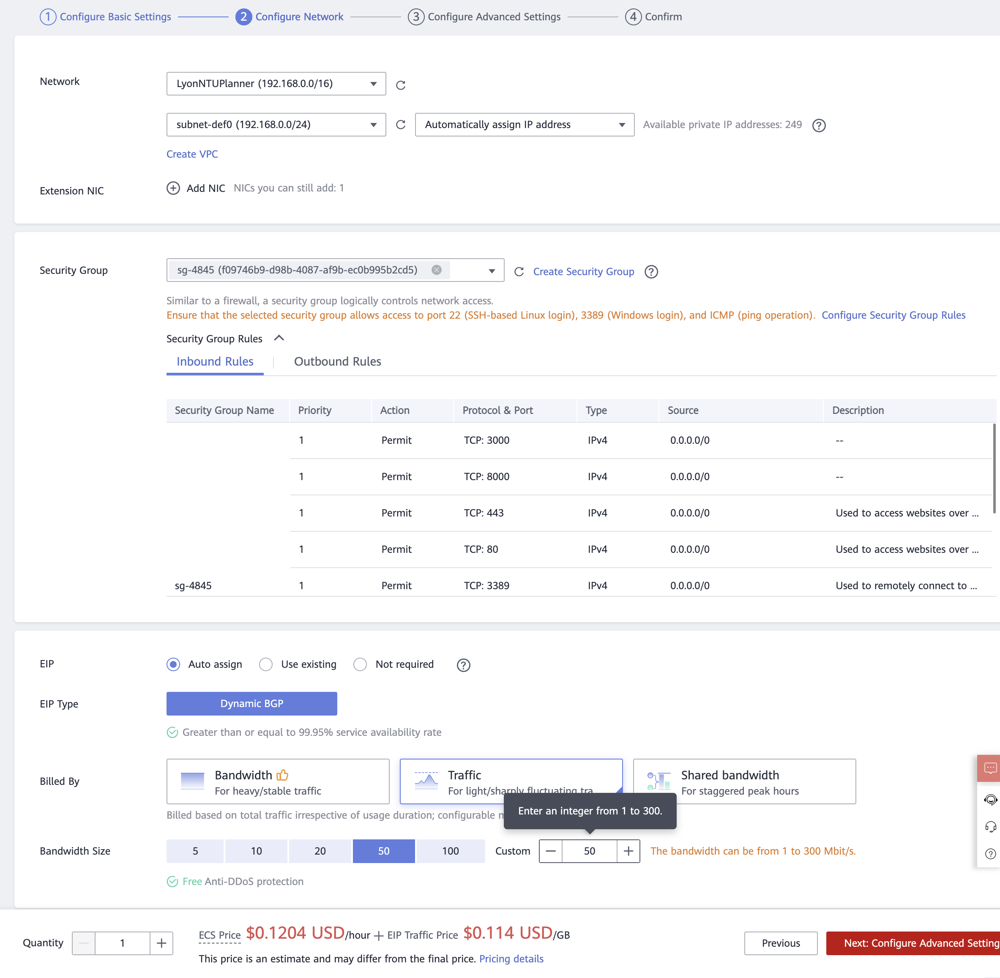 1 Configure Basic Settings 2 Configure Network 3 Configure Advanced Settings 4 Confirm
Network
LyonNTUPlanner (192.168.0.0/16)
subnet-def0 (192.168.0.0/24) Automatically assign IP address Available private IP addresses: 249 ?
Create VPC
Extension NIC
Add NIC NICs you can still add: 1
Security Group
sg-4845 (f09746b9-d98b-4087-af9b-ec0b995b2cd5) Create Security Group ?
Similar to a firewall, a security group logically controls network access.
Ensure that the selected security group allows access to port 22 (SSH-based Linux login), 3389 (Windows login), and ICMP (ping operation). Configure Security Group Rules
Security Group Rules
Inbound Rules Outbound Rules
Security Group Name Priority Action Protocol & Port Type Source Description
1 Permit TCP: 3000 IPv4 0.0.0.0/0 --
1 Permit TCP: 8000 IPv4 0.0.0.0/0 --
1 Permit TCP: 443 IPv4 0.0.0.0/0 Used to access websites over ...
1 Permit TCP: 80 IPv4 0.0.0.0/0 Used to access websites over ...
sg-4845 1 Permit TCP: 3389 IPv4 0.0.0.0/0 Used to remotely connect to ...
EIP
Auto assign Use existing Not required ?
EIP Type
Dynamic BGP
Greater than or equal to 99.95% service availability rate
Billed By
Bandwidth
For heavy/stable traffic
Traffic
For light/sharply fluctuating tra
Shared bandwidth
For staggered peak hours
Billed based on total traffic irrespective of usage duration; configurable
Enter an integer from 1 to 300.
Bandwidth Size
5 10 20 50 100 Custom 50 The bandwidth can be from 1 to 300 Mbit/s.
Free Anti-DDoS protection
Quantity 1
ECS Price $0.1204 USD/hour + EIP Traffic Price $0.114 USD/GB
This price is an estimate and may differ from the final price. Pricing details
Previous
Next: Configure Advanced Setting